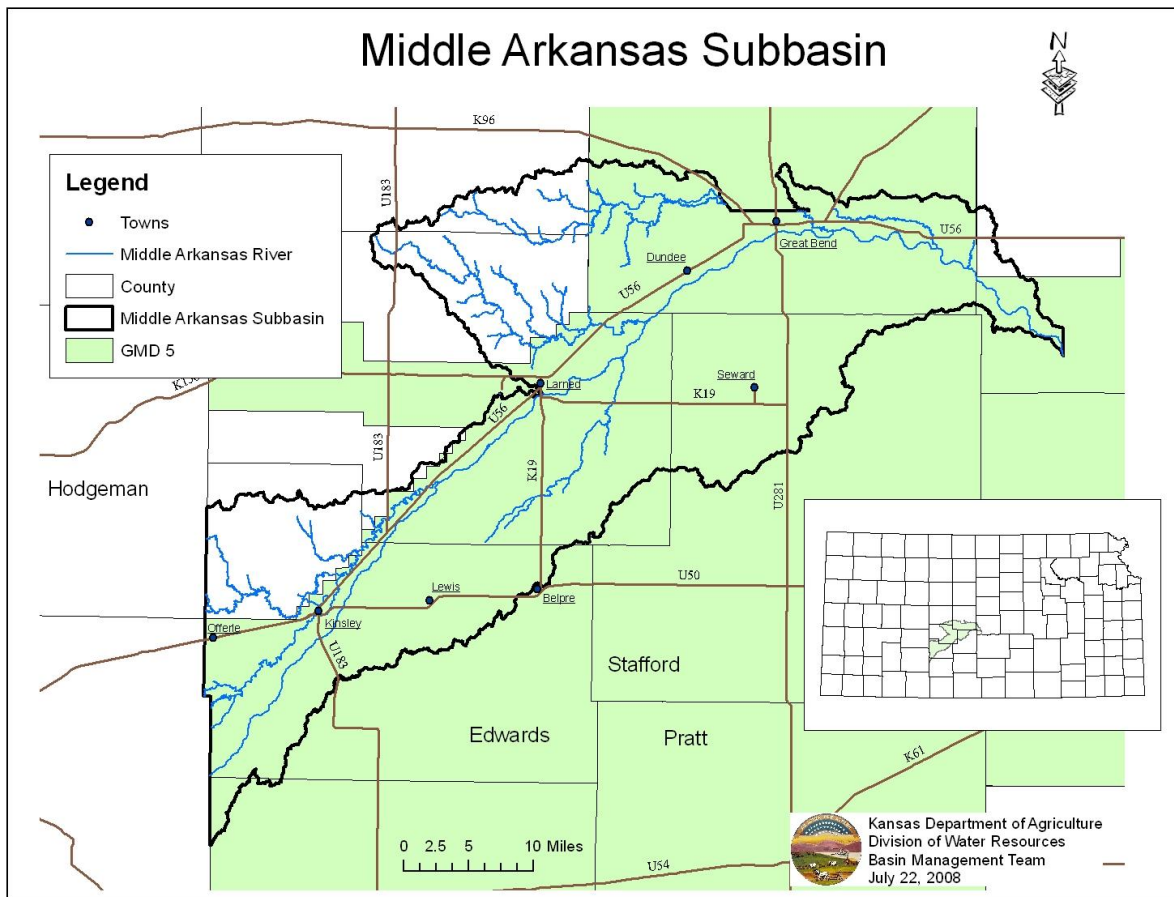 Middle Arkansas Subbasin
N
K96
Legend
Towns
Middle Arkansas River
County
Middle Arkansas Subbasin
GMD 5
U183
U56
Great Bend
Dundee
U56
Larned
Seward
K19
U56
U183
K19
Hodgeman
U281
Lewis
Belpre
U50
Kinsley
Offerle
U183
Stafford
Edwards
Pratt
K61
0 2.5 5 10 Miles
U54
Kansas Department of Agriculture
Division of Water Resources
Basin Management Team
July 22, 2008